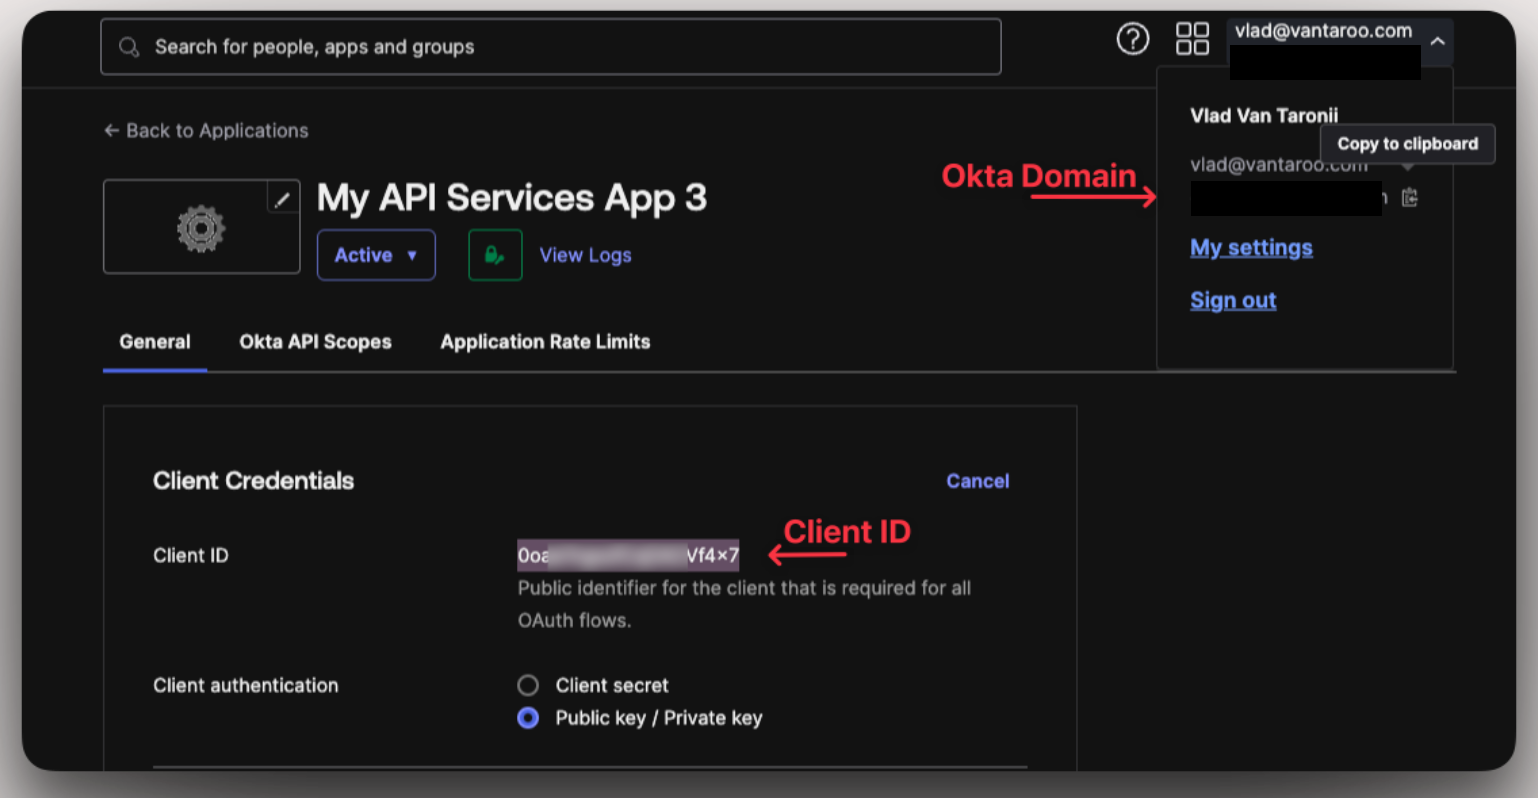 Search for people, apps and groups
vlad@vantaroo.com
← Back to Applications
Vlad Van Taronii
Copy to clipboard
vlad@vantaroo.com
Okta Domain
My API Services App 3
Active ▼
View Logs
My settings
Sign out
General
Okta API Scopes
Application Rate Limits
Client Credentials
Cancel
Client ID
Client ID
0oa Vf4x7
Public identifier for the client that is required for all
OAuth flows.
Client authentication
Client secret
Public key / Private key